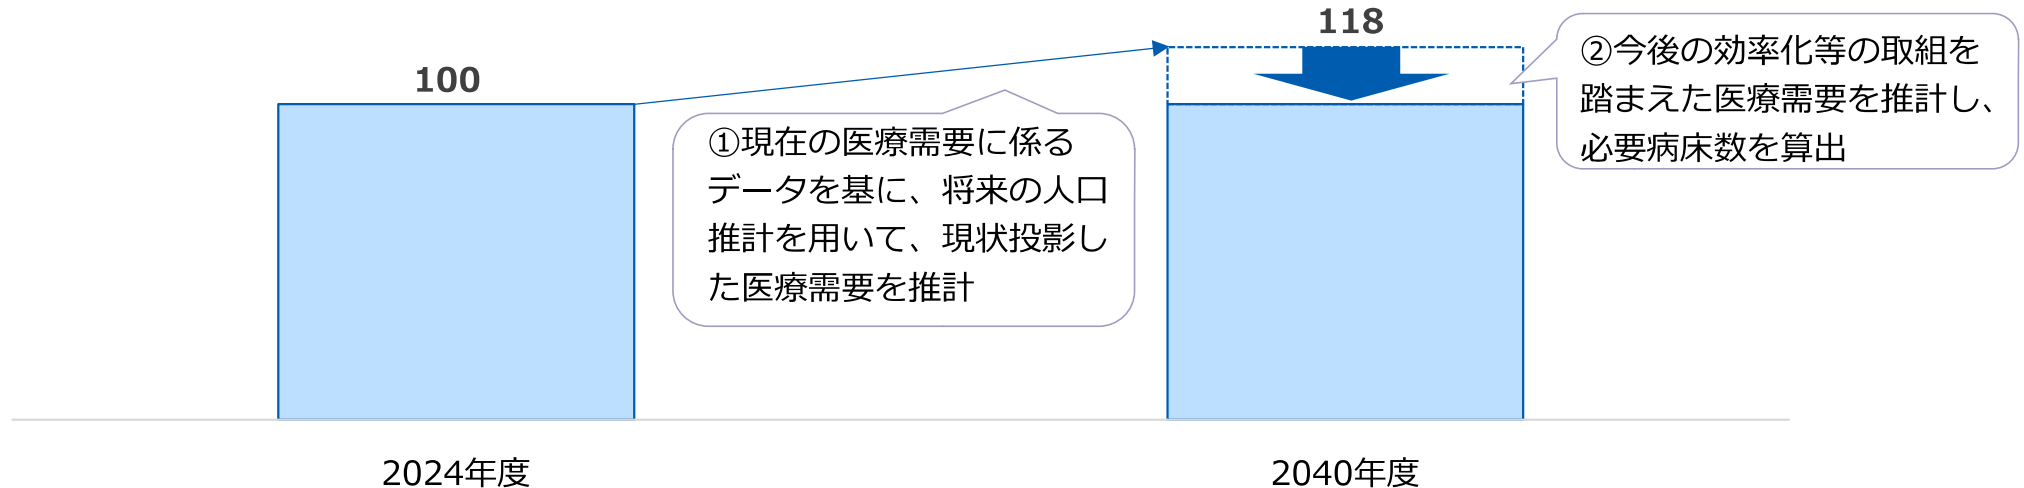 100
118
①現在の医療需要に係る
データを基に、将来の人口
推計を用いて、現状投影し
た医療需要を推計
②今後の効率化等の取組を
踏まえた医療需要を推計し、
必要病床数を算出
2024年度
2040年度